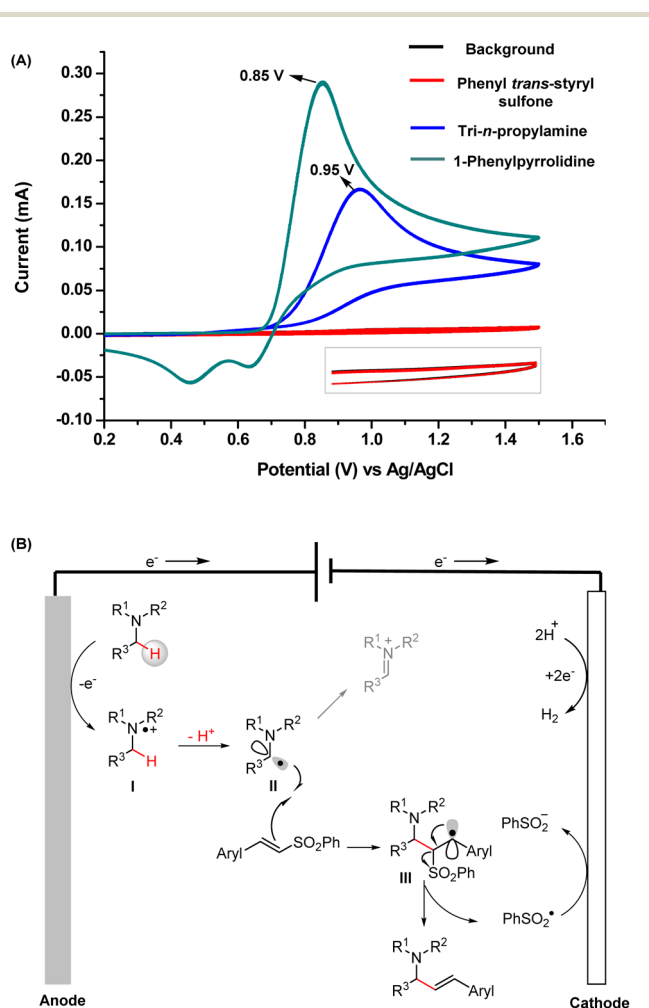 (A)
0.30
0.25
0.20
0.15
0.10
0.05
0.00
-0.05
-0.10
Current (mA)
0.85 V
0.95 V
Background
Phenyl trans-styryl
sulfone
Tri-n-propylamine
1-Phenylpyrrolidine
0.2 0.4 0.6 0.8 1.0 1.2 1.4 1.6
Potential (V) vs Ag/AgCl
(B)
e⁻
e⁻
R¹ R²
N
R³ H
-e⁻
R¹ R²
N •+
R³ H
I
- H⁺
R¹ R²
N
R³ •
II
R¹ + R²
N
R³
2H⁺
+2e⁻
H₂
Aryl SO₂Ph
R¹ R²
N
R³ • Aryl
SO₂Ph
III
PhSO₂⁻
PhSO₂•
R¹ R²
N
R³ Aryl
Anode
Cathode